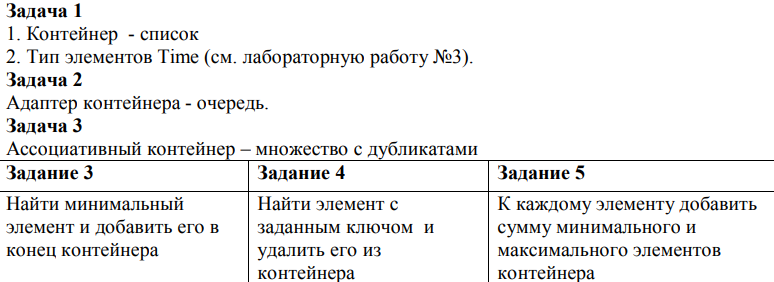 Задача 1
1. Контейнер - список
2. Тип элементов Time (см. лабораторную работу №3).
Задача 2
Адаптер контейнера - очередь.
Задача 3
Ассоциативный контейнер – множество с дубликатами
Задание 3 Задание 4 Задание 5
Найти минимальный
элемент и добавить его в
конец контейнера
Найти элемент с
заданным ключом и
удалить его из
контейнера
К каждому элементу добавить
сумму минимального и
максимального элементов
контейнера